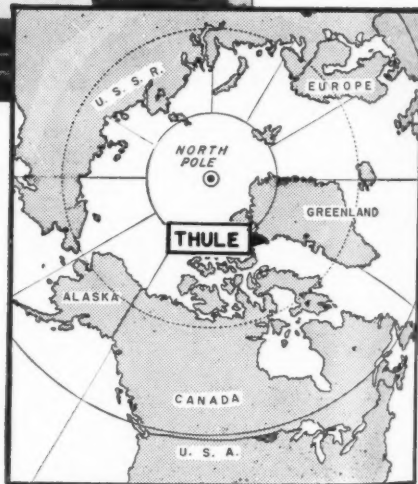 U.S.S.R.
EUROPE
NORTH
POLE
GREENLAND
THULE
ALASKA
CANADA
U.S.A.